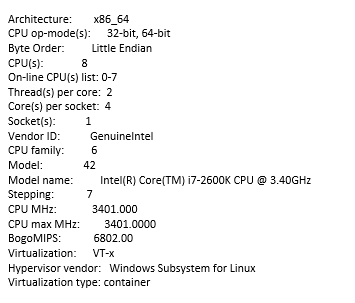 Architecture: x86_64
CPU op-mode(s): 32-bit, 64-bit
Byte Order: Little Endian
CPU(s): 8
On-line CPU(s) list: 0-7
Thread(s) per core: 2
Core(s) per socket: 4
Socket(s): 1
Vendor ID: GenuineIntel
CPU family: 6
Model: 42
Model name: Intel(R) Core(TM) i7-2600K CPU @ 3.40GHz
Stepping: 7
CPU MHz: 3401.000
CPU max MHz: 3401.0000
BogoMIPS: 6802.00
Virtualization: VT-x
Hypervisor vendor: Windows Subsystem for Linux
Virtualization type: container